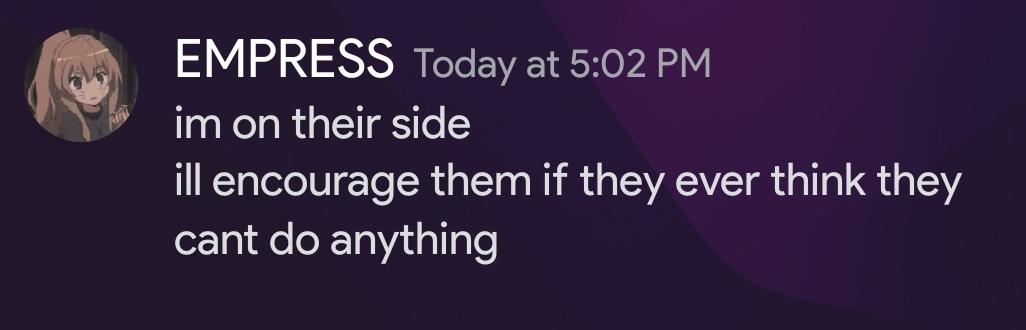 EMPRESS Today at 5:02 PM
im on their side
ill encourage them if they ever think they
cant do anything